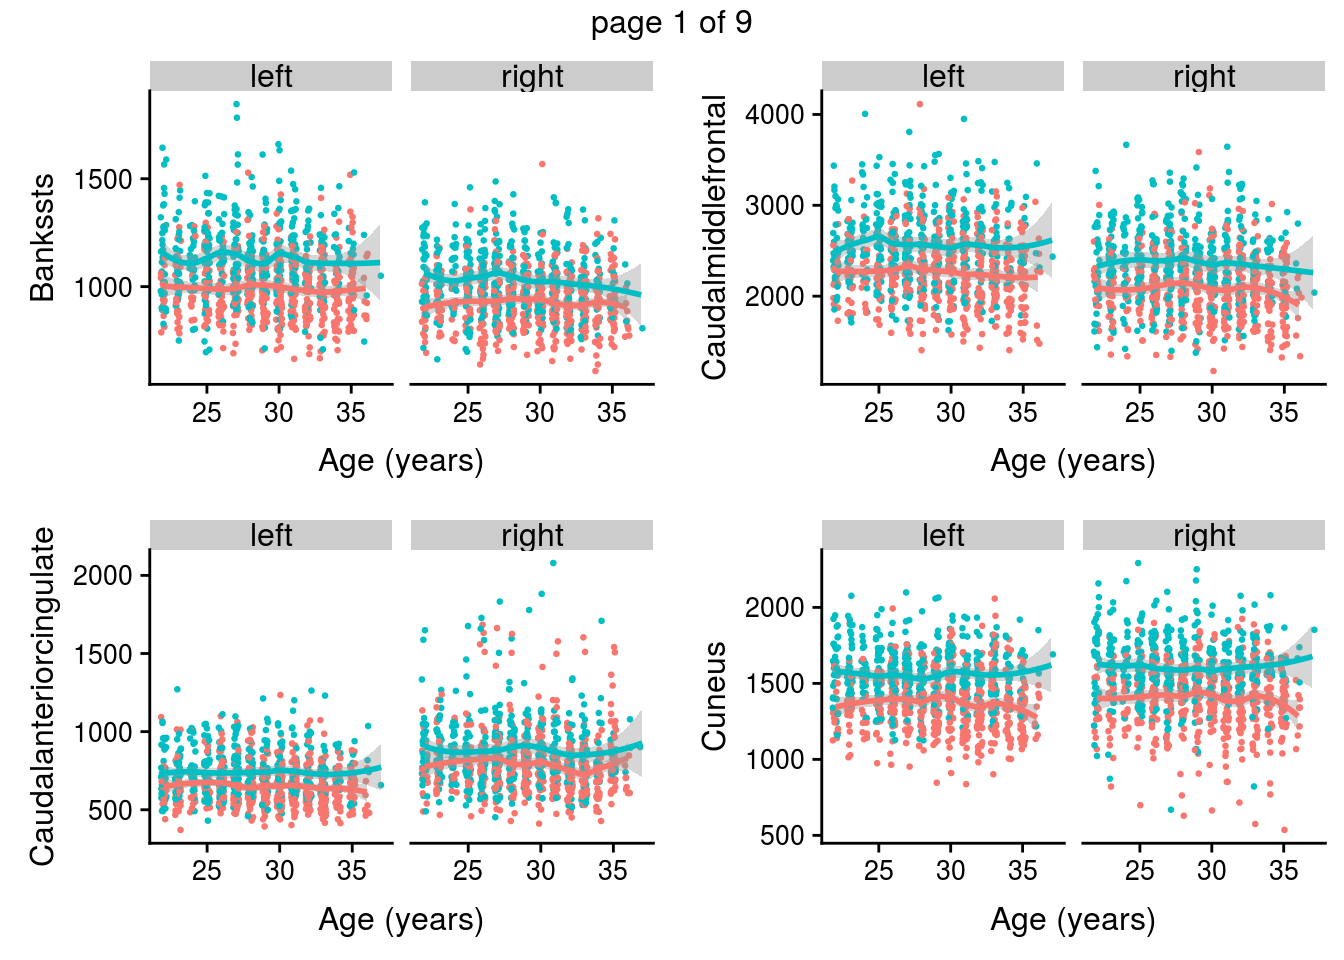 page 1 of 9
left right
Bankssts
1500
1000
25 30 35 25 30 35
Age (years)
left right
Caudalmiddlefrontal
4000
3000
2000
25 30 35 25 30 35
Age (years)
left right
Caudalanteriorcingulate
2000
1500
1000
500
25 30 35 25 30 35
Age (years)
left right
Cuneus
2000
1500
1000
500
25 30 35 25 30 35
Age (years)